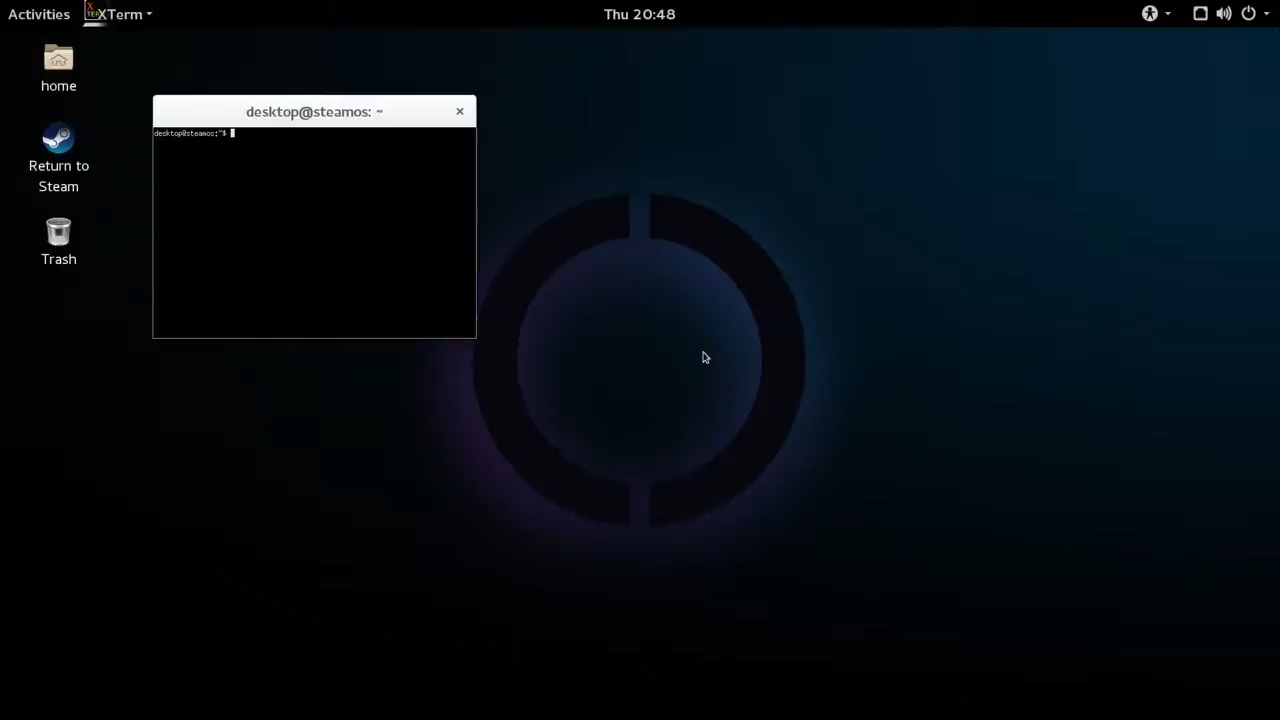 Activities
XTerm
Thu 20:48
home
Return to
Steam
Trash
desktop@steamos: ~
desktop@steamos:~$